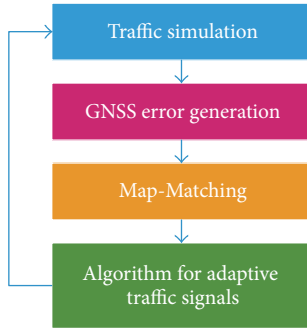 Traffic simulation
GNSS error generation
Map-Matching
Algorithm for adaptive
traffic signals